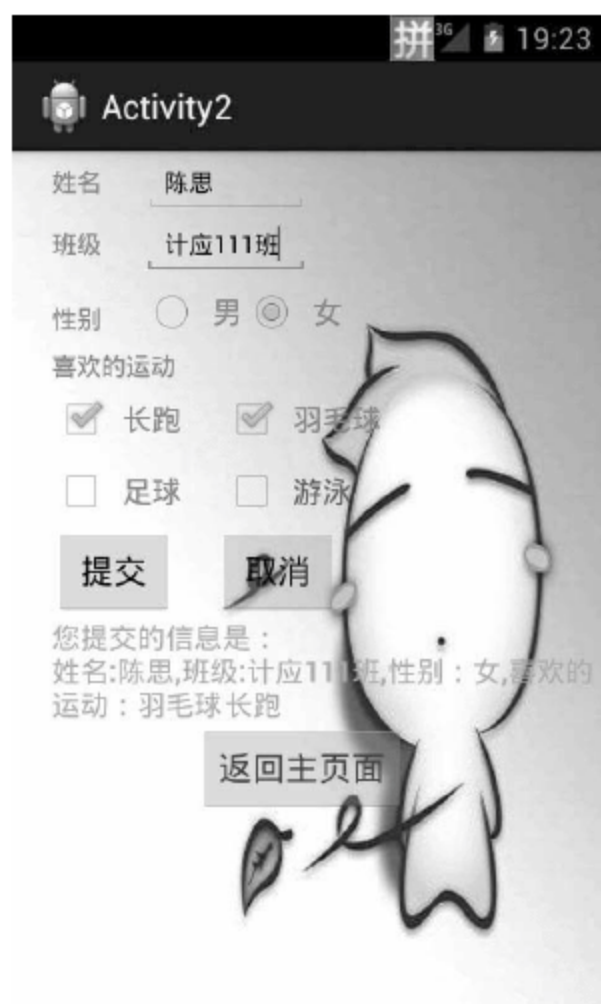 拼 3G 19:23
Activity2
姓名 陈思
班级 计应111班
性别 男 女
喜欢的运动
长跑 羽毛球
足球 游泳
提交 取消
您提交的信息是：
姓名:陈思,班级:计应111班,性别：女,喜欢的
运动：羽毛球长跑
返回主页面